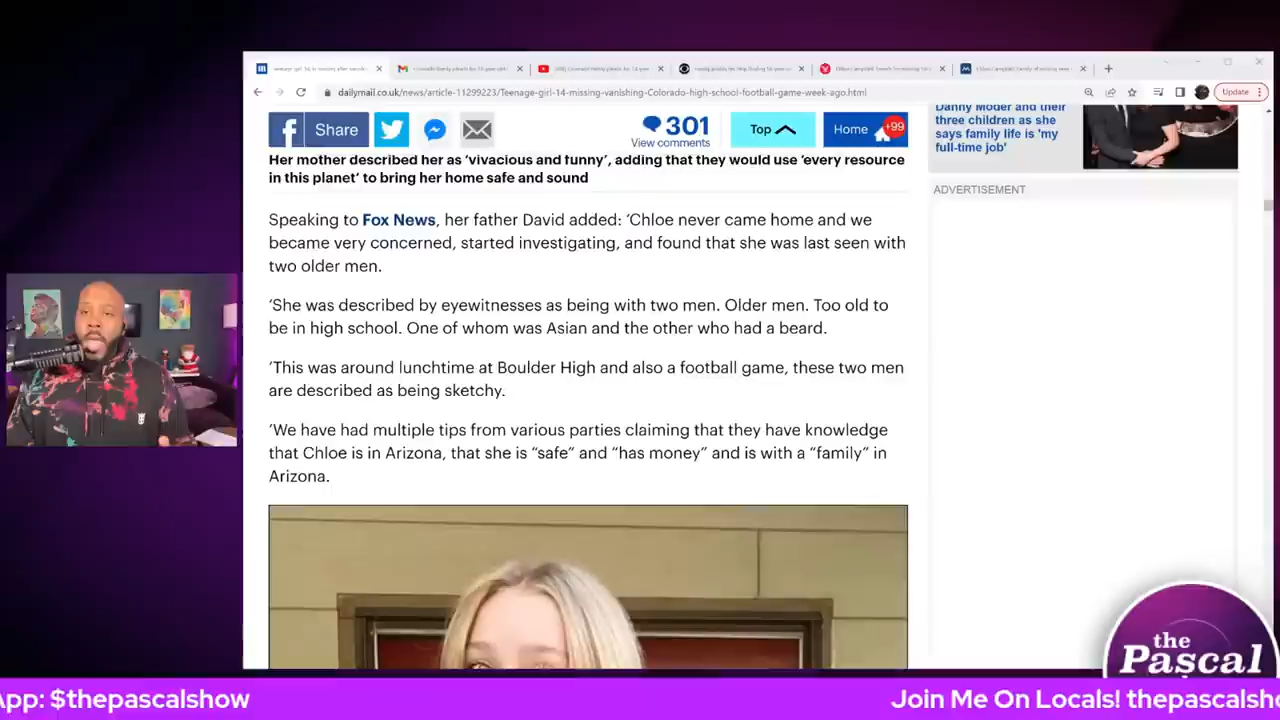 dailymail.co.uk/news/article-11299223/Teenage-girl-14-missing-vanishing-Colorado-high-school-football-game-week-ago.html
Update
Share
301
View comments
Top
Home
+99
Danny Moder and their
three children as she
says family life is 'my
full-time job'
ADVERTISEMENT
Her mother described her as ‘vivacious and funny’, adding that they would use ‘every resource
in this planet’ to bring her home safe and sound
Speaking to Fox News, her father David added: ‘Chloe never came home and we
became very concerned, started investigating, and found that she was last seen with
two older men.
‘She was described by eyewitnesses as being with two men. Older men. Too old to
be in high school. One of whom was Asian and the other who had a beard.
‘This was around lunchtime at Boulder High and also a football game, these two men
are described as being sketchy.
‘We have had multiple tips from various parties claiming that they have knowledge
that Chloe is in Arizona, that she is “safe” and “has money” and is with a “family” in
Arizona.
the
Pascal
App: $thepascalshow
Join Me On Locals! thepascalsho